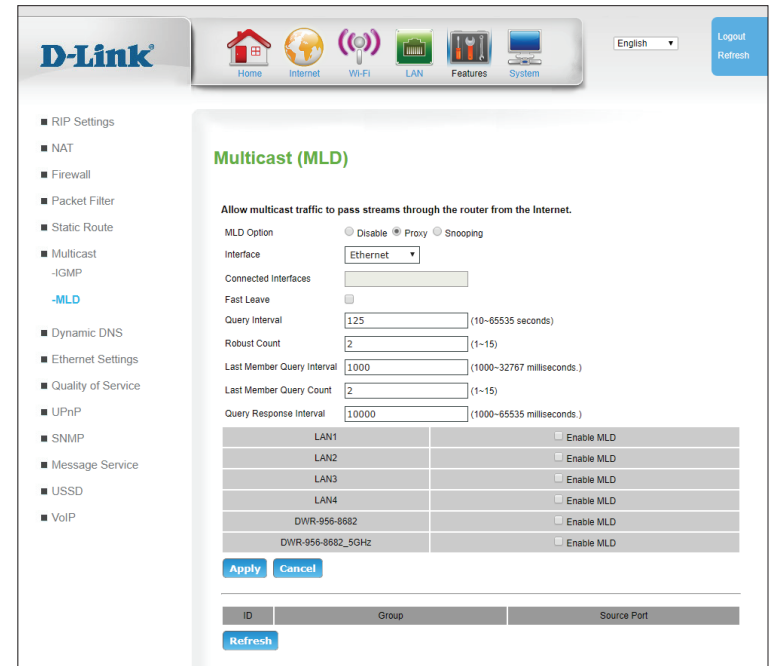 D-Link
Home
Internet
Wi-Fi
LAN
Features
System
English
Logout
Refresh
RIP Settings
NAT
Firewall
Packet Filter
Static Route
Multicast
-IGMP
-MLD
Dynamic DNS
Ethernet Settings
Quality of Service
UPnP
SNMP
Message Service
USSD
VoIP
Multicast (MLD)
Allow multicast traffic to pass streams through the router from the Internet.
MLD Option Disable Proxy Snooping
Interface Ethernet
Connected Interfaces
Fast Leave
Query Interval 125 (10~65535 seconds)
Robust Count 2 (1~15)
Last Member Query Interval 1000 (1000~32767 milliseconds.)
Last Member Query Count 2 (1~15)
Query Response Interval 10000 (1000~65535 milliseconds.)
LAN1 Enable MLD
LAN2 Enable MLD
LAN3 Enable MLD
LAN4 Enable MLD
DWR-956-8682 Enable MLD
DWR-956-8682_5GHz Enable MLD
Apply Cancel
ID Group Source Port
Refresh